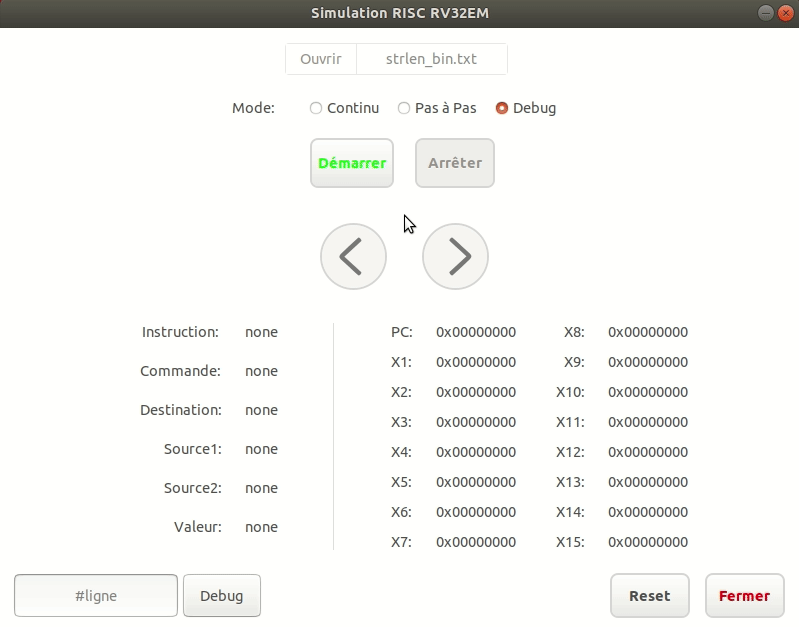 Simulation RISC RV32EM
Ouvrir strlen_bin.txt
Mode: Continu Pas à Pas Debug
Démarrer Arrêter
Instruction: none
Commande: none
Destination: none
Source1: none
Source2: none
Valeur: none
PC: 0x00000000 X8: 0x00000000
X1: 0x00000000 X9: 0x00000000
X2: 0x00000000 X10: 0x00000000
X3: 0x00000000 X11: 0x00000000
X4: 0x00000000 X12: 0x00000000
X5: 0x00000000 X13: 0x00000000
X6: 0x00000000 X14: 0x00000000
X7: 0x00000000 X15: 0x00000000
#ligne Debug Reset Fermer